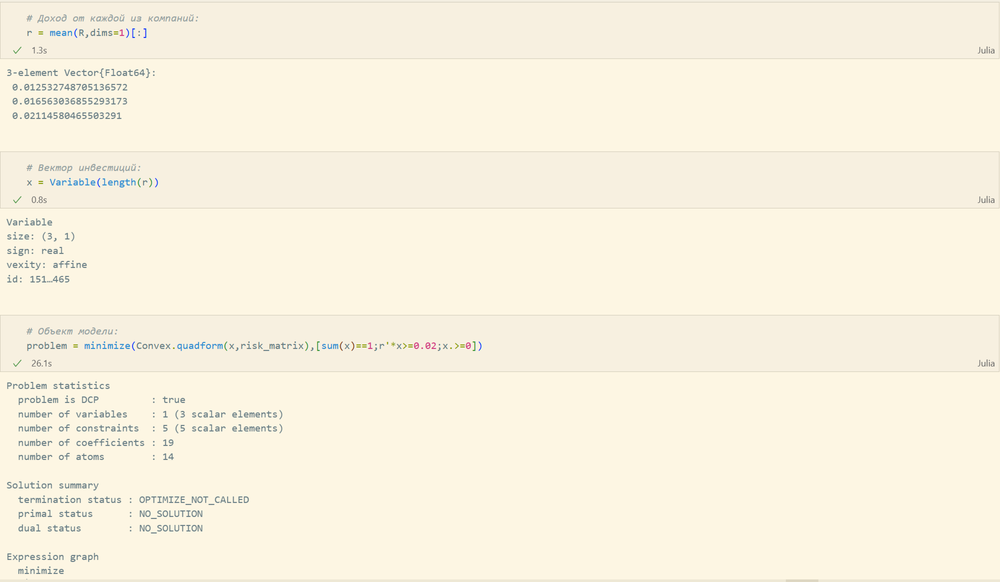 # Доход от каждой из компаний:
r = mean(R,dims=1)[:]
1.3s
Julia
3-element Vector{Float64}:
0.012532748705136572
0.016563036855293173
0.02114580465503291
# Вектор инвестиций:
x = Variable(length(r))
0.8s
Julia
Variable
size: (3, 1)
sign: real
vexity: affine
id: 151…465
# Объект модели:
problem = minimize(Convex.quadform(x,risk_matrix),[sum(x)==1;r'*x>=0.02;x.>=0])
26.1s
Julia
Problem statistics
problem is DCP : true
number of variables : 1 (3 scalar elements)
number of constraints : 5 (5 scalar elements)
number of coefficients : 19
number of atoms : 14
Solution summary
termination status : OPTIMIZE_NOT_CALLED
primal status : NO_SOLUTION
dual status : NO_SOLUTION
Expression graph
minimize